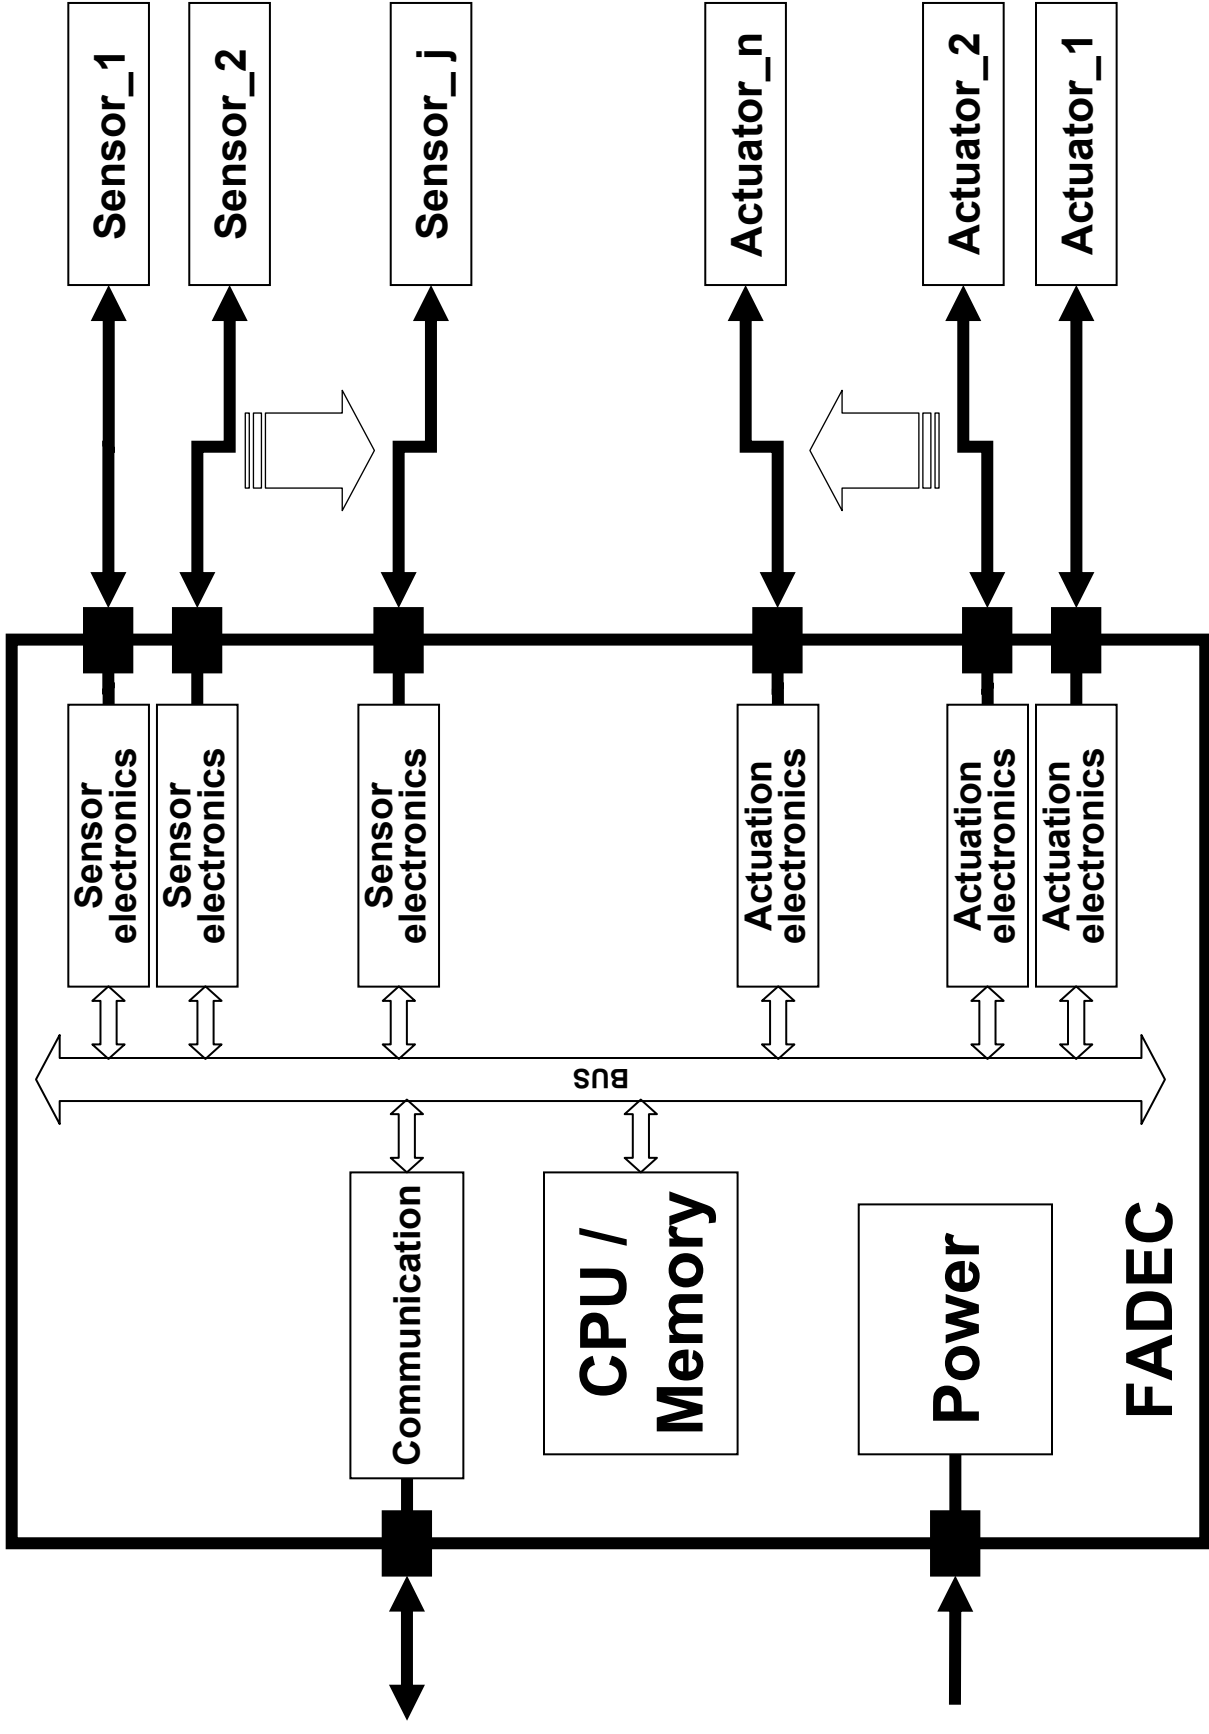 Sensor_1
Sensor_2
Sensor_ j
Actuator_n
Actuator_2
Actuator_1
Sensor
electronics
Sensor
electronics
Sensor
electronics
Actuation
electronics
Actuation
electronics
Actuation
electronics
BUS
Communication
CPU /
Memory
Power
FADEC